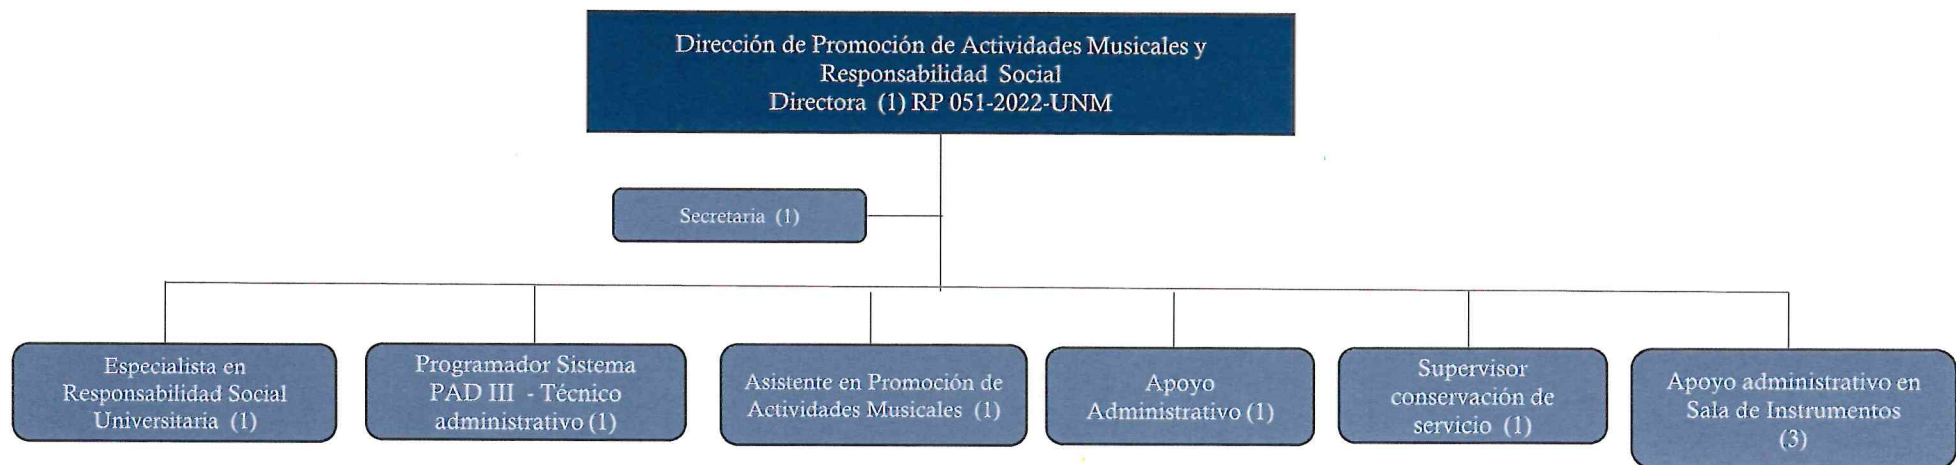 Dirección de Promoción de Actividades Musicales y
Responsabilidad Social
Directora (1) RP 051-2022-UNM
Secretaria (1)
Especialista en
Responsabilidad Social
Universitaria (1)
Programador Sistema
PAD III - Técnico
administrativo (1)
Asistente en Promoción de
Actividades Musicales (1)
Apoyo
Administrativo (1)
Supervisor
conservación de
servicio (1)
Apoyo administrativo en
Sala de Instrumentos
(3)